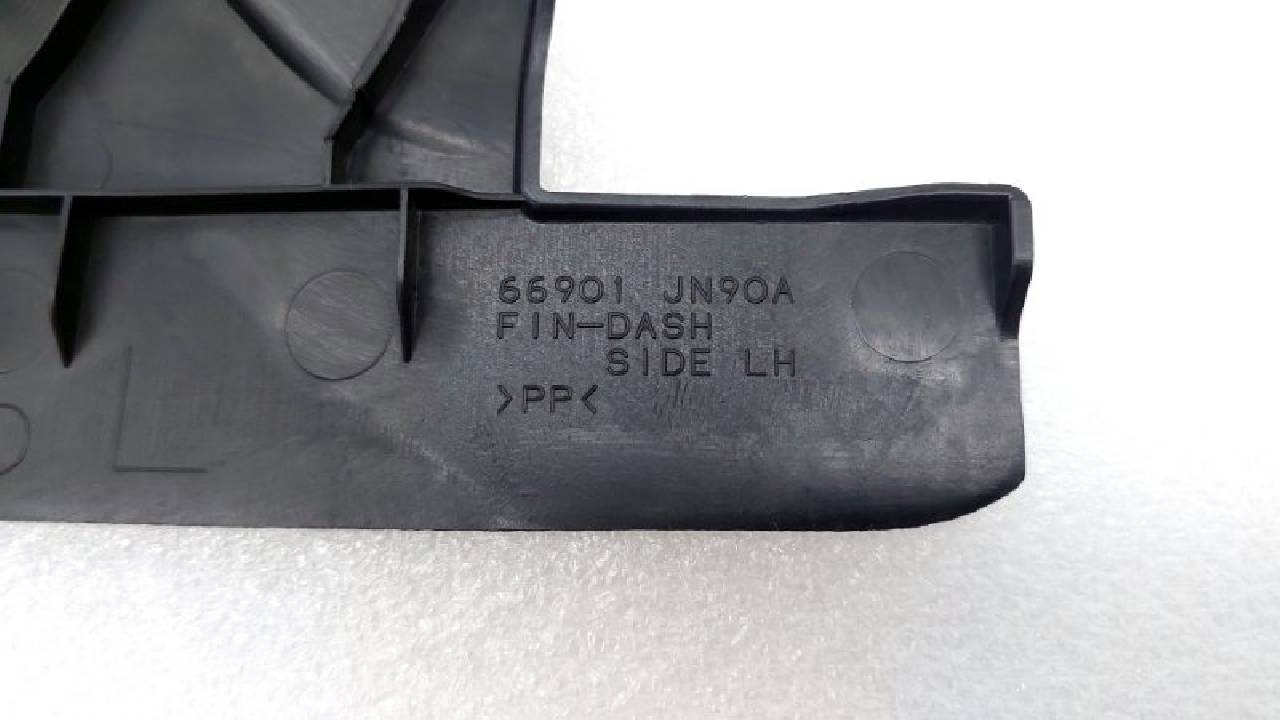 66901 JN90A
FIN-DASH
SIDE LH
>PP<
L